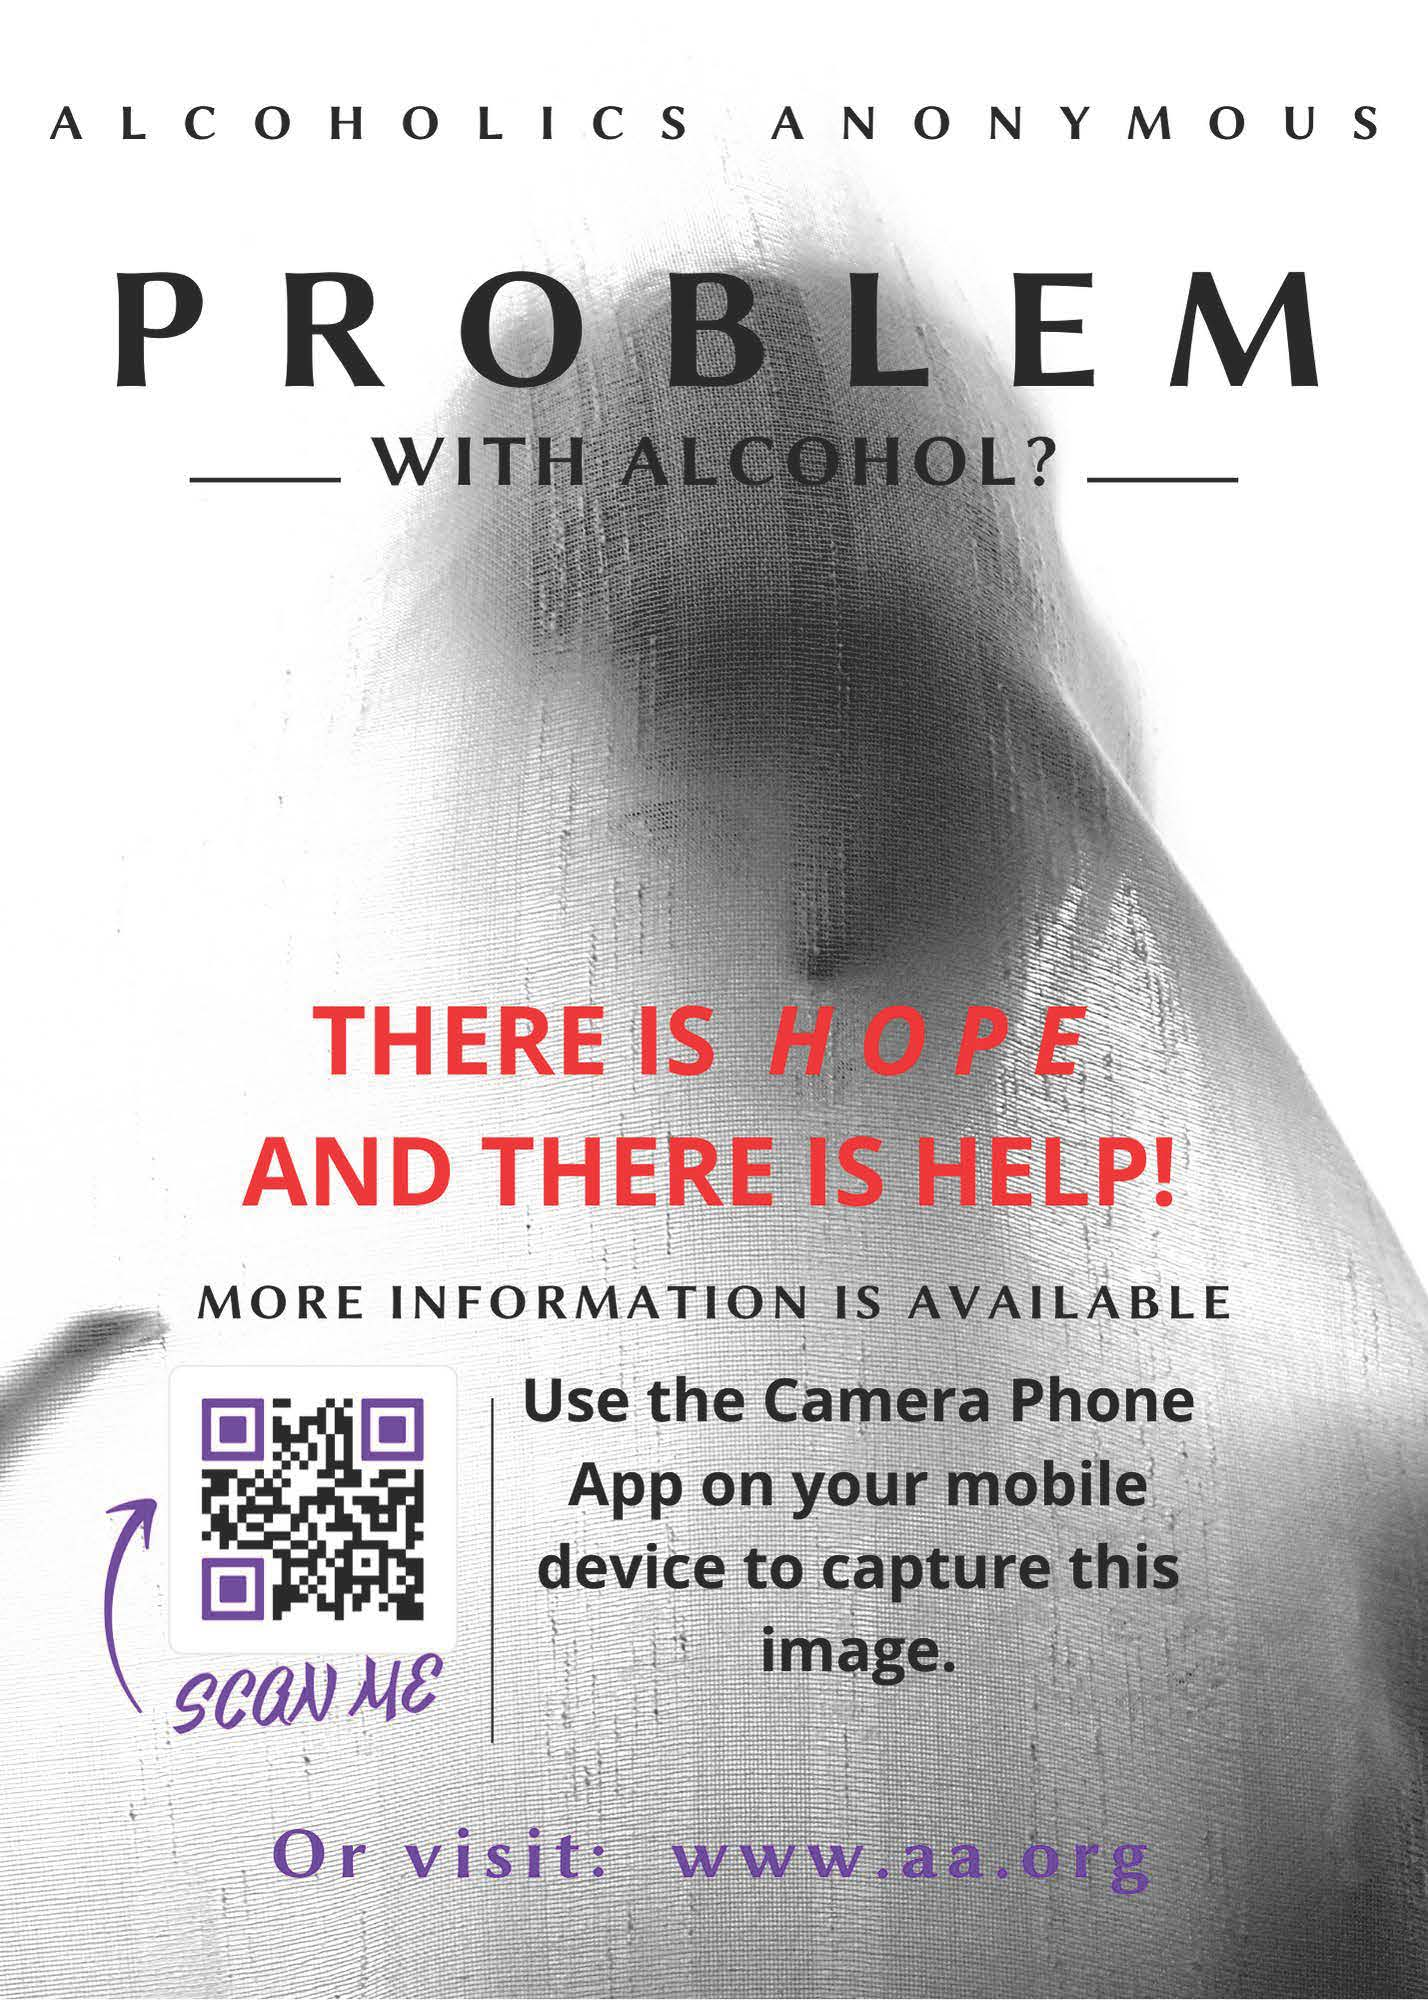 ALCOHOLICS ANONYMOUS
PROBLEM
WITH ALCOHOL?
THERE IS HOPE
AND THERE IS HELP!
MORE INFORMATION IS AVAILABLE
Use the Camera Phone
App on your mobile
device to capture this
image.
SCAN ME
Or visit: www.aa.org